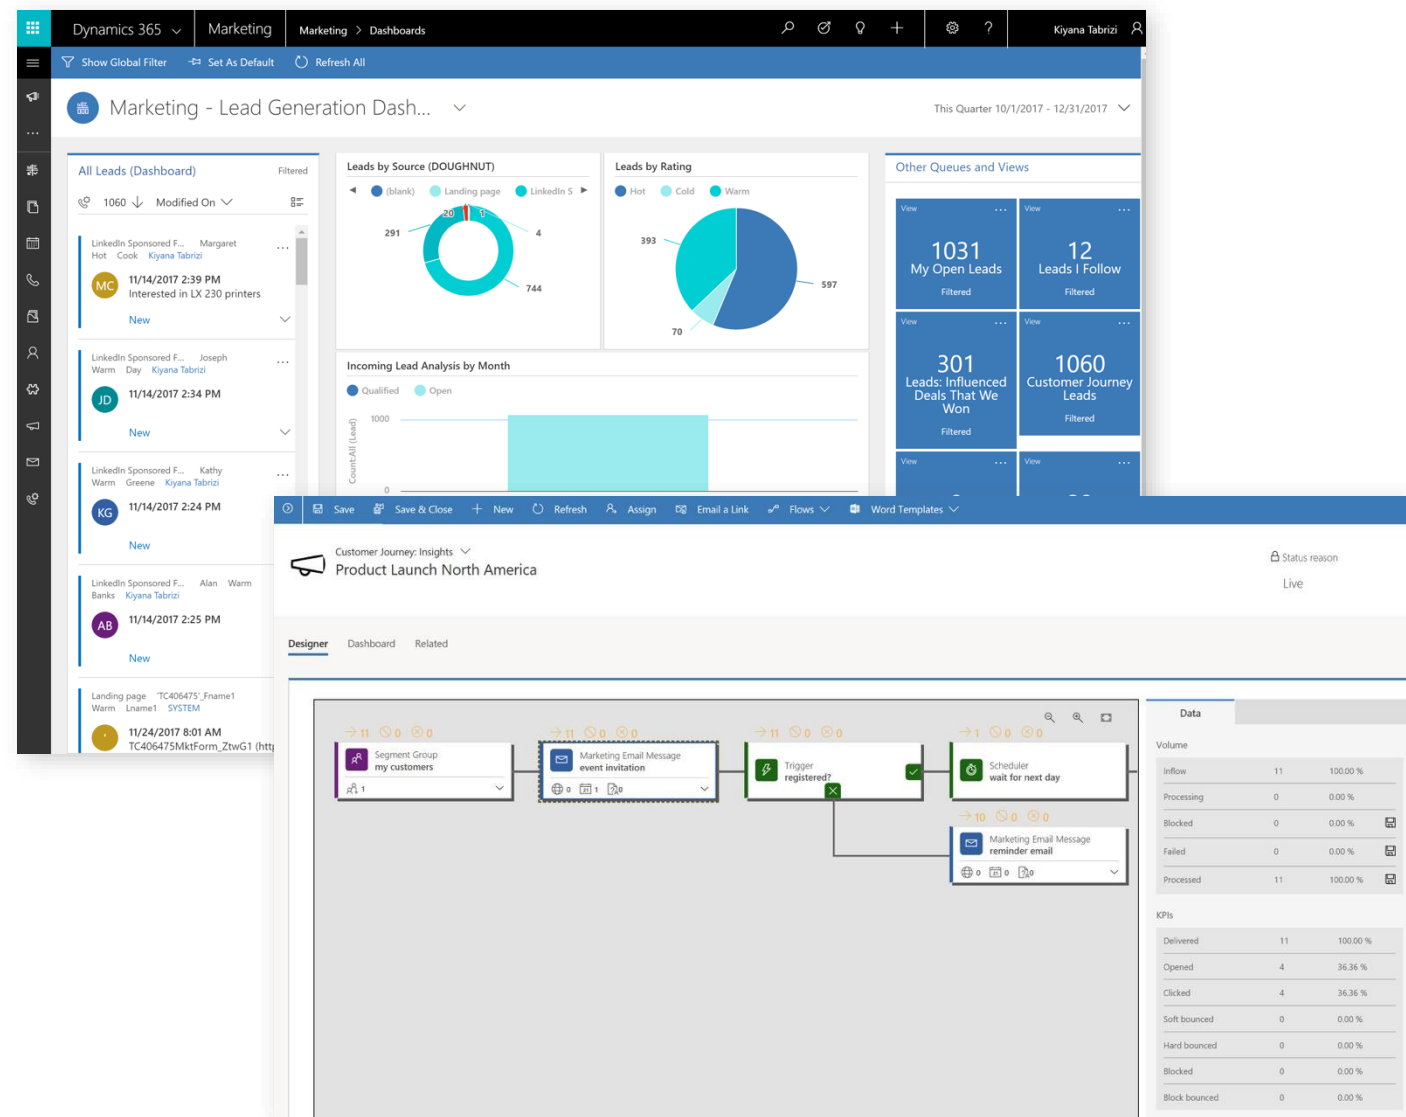 Dynamics 365
Marketing
Marketing > Dashboards
Kiyana Tabrizi
Show Global Filter
Set As Default
Refresh All
Marketing - Lead Generation Dash...
This Quarter 10/1/2017 - 12/31/2017
All Leads (Dashboard)
Filtered
1060
Modified On
LinkedIn Sponsored F... Margaret
Hot Cook Kiyana Tabrizi
MC
11/14/2017 2:39 PM
Interested in LX 230 printers
New
LinkedIn Sponsored F... Joseph
Warm Day Kiyana Tabrizi
JD
11/14/2017 2:34 PM
New
LinkedIn Sponsored F... Kathy
Warm Greene Kiyana Tabrizi
KG
11/14/2017 2:24 PM
New
LinkedIn Sponsored F... Alan Warm
Banks Kiyana Tabrizi
AB
11/14/2017 2:25 PM
New
Landing page 'TC406475'_Fname1
Warm Lname1 SYSTEM
11/24/2017 8:01 AM
TC406475MktForm_ZtwG1 (http
Leads by Source (DOUGHNUT)
(blank) Landing page LinkedIn S
20 1
291
4
744
Leads by Rating
Hot Cold Warm
393
597
70
Incoming Lead Analysis by Month
Qualified Open
1000
Count:All (Lead)
0
Other Queues and Views
View ...
1031
My Open Leads
Filtered
View ...
12
Leads I Follow
Filtered
View ...
301
Leads: Influenced
Deals That We
Won
Filtered
View ...
1060
Customer Journey
Leads
Filtered
View ...
View ...
Save
Save & Close
New
Refresh
Assign
Email a Link
Flows
Word Templates
Customer Journey: Insights
Product Launch North America
Status reason
Live
Designer
Dashboard
Related
11 0 0
Segment Group
my customers
1
11 0 0
Marketing Email Message
event invitation
0 1 0
11 0 0
Trigger
registered?
1 0 0
Scheduler
wait for next day
10 0 0
Marketing Email Message
reminder email
0 0 0
Data
Volume
Inflow 11 100.00 %
Processing 0 0.00 %
Blocked 0 0.00 %
Failed 0 0.00 %
Processed 11 100.00 %
KPIs
Delivered 11 100.00 %
Opened 4 36.36 %
Clicked 4 36.36 %
Soft bounced 0 0.00 %
Hard bounced 0 0.00 %
Blocked 0 0.00 %
Block bounced 0 0.00 %